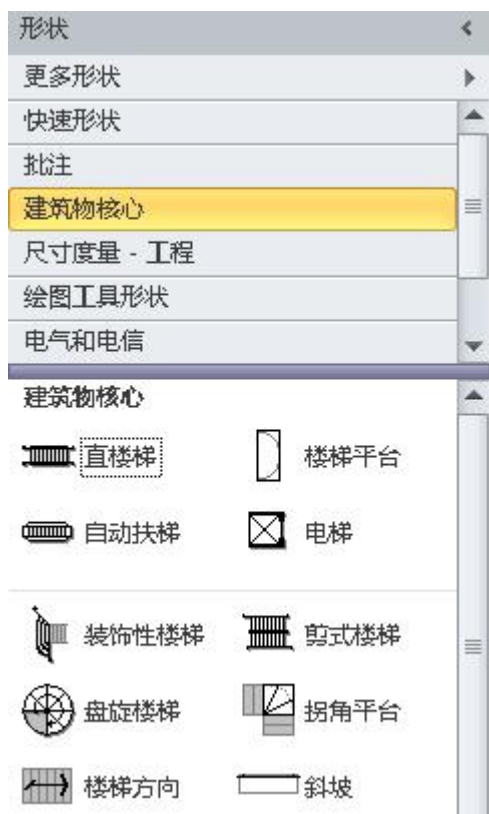 形状
更多形状
快速形状
批注
建筑物核心
尺寸度量 - 工程
绘图工具形状
电气和电信
建筑物核心
直楼梯 楼梯平台
自动扶梯 电梯
装饰性楼梯 剪式楼梯
盘旋楼梯 拐角平台
楼梯方向 斜坡